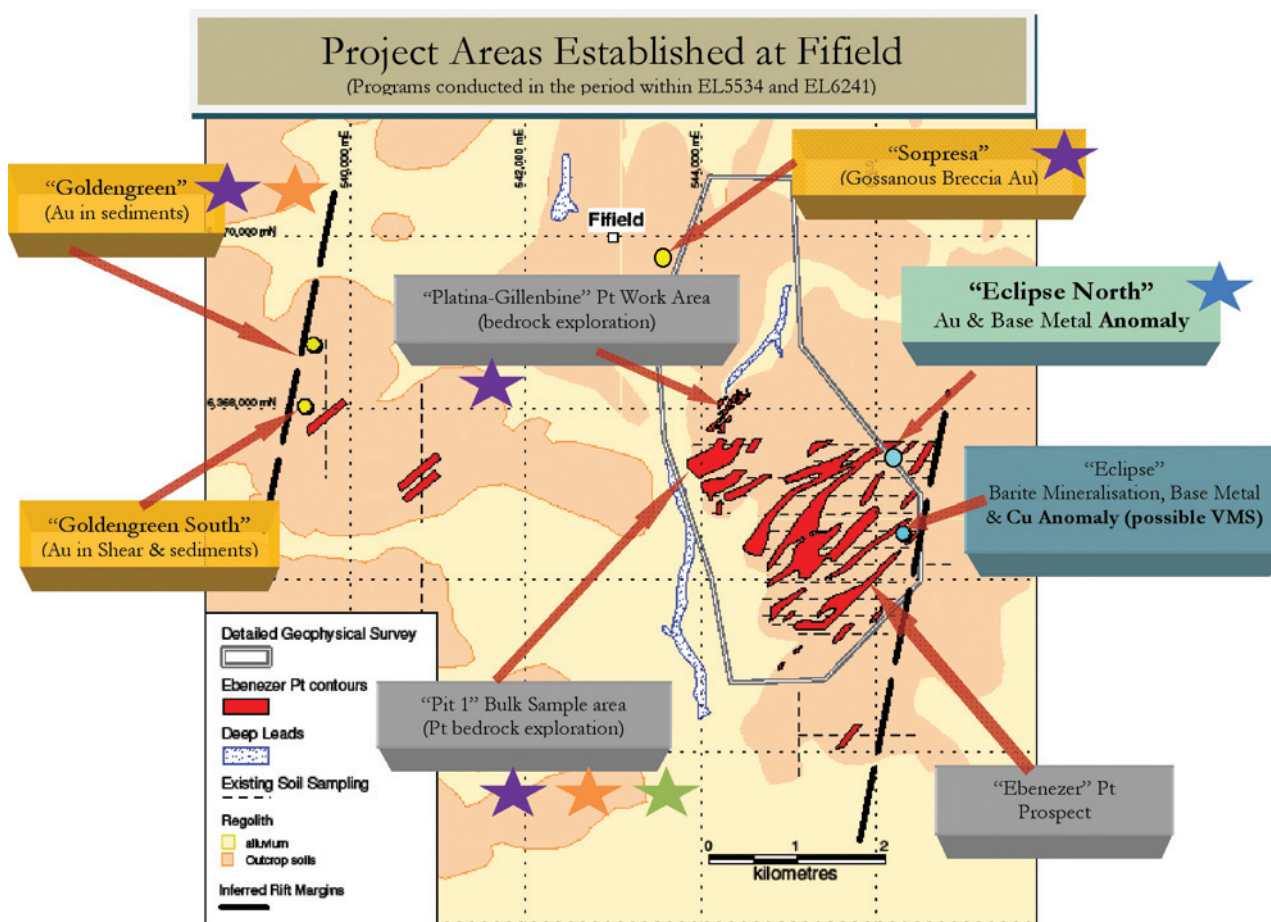 Project Areas Established at Fifield
(Programs conducted in the period within EL5534 and EL6241)
540,000 mE
542,000 mE
544,000 mE
“Sorpresa”
(Gossanous Breccia Au)
“Goldengreen”
(Au in sediments)
Fifield
70,000 mN
“Platina-Gillenbine” Pt Work Area
(bedrock exploration)
“Eclipse North”
Au & Base Metal Anomaly
6,368,000 mN
“Eclipse”
Barite Mineralisation, Base Metal
& Cu Anomaly (possible VMS)
“Goldengreen South”
(Au in Shear & sediments)
Detailed Geophysical Survey
Ebenezer Pt contours
Deep Leads
Existing Soil Sampling
Regolith
alluvium
Outcrop soils
Inferred Rift Margins
“Pit 1” Bulk Sample area
(Pt bedrock exploration)
“Ebenezer” Pt
Prospect
0 1 2
kilometres